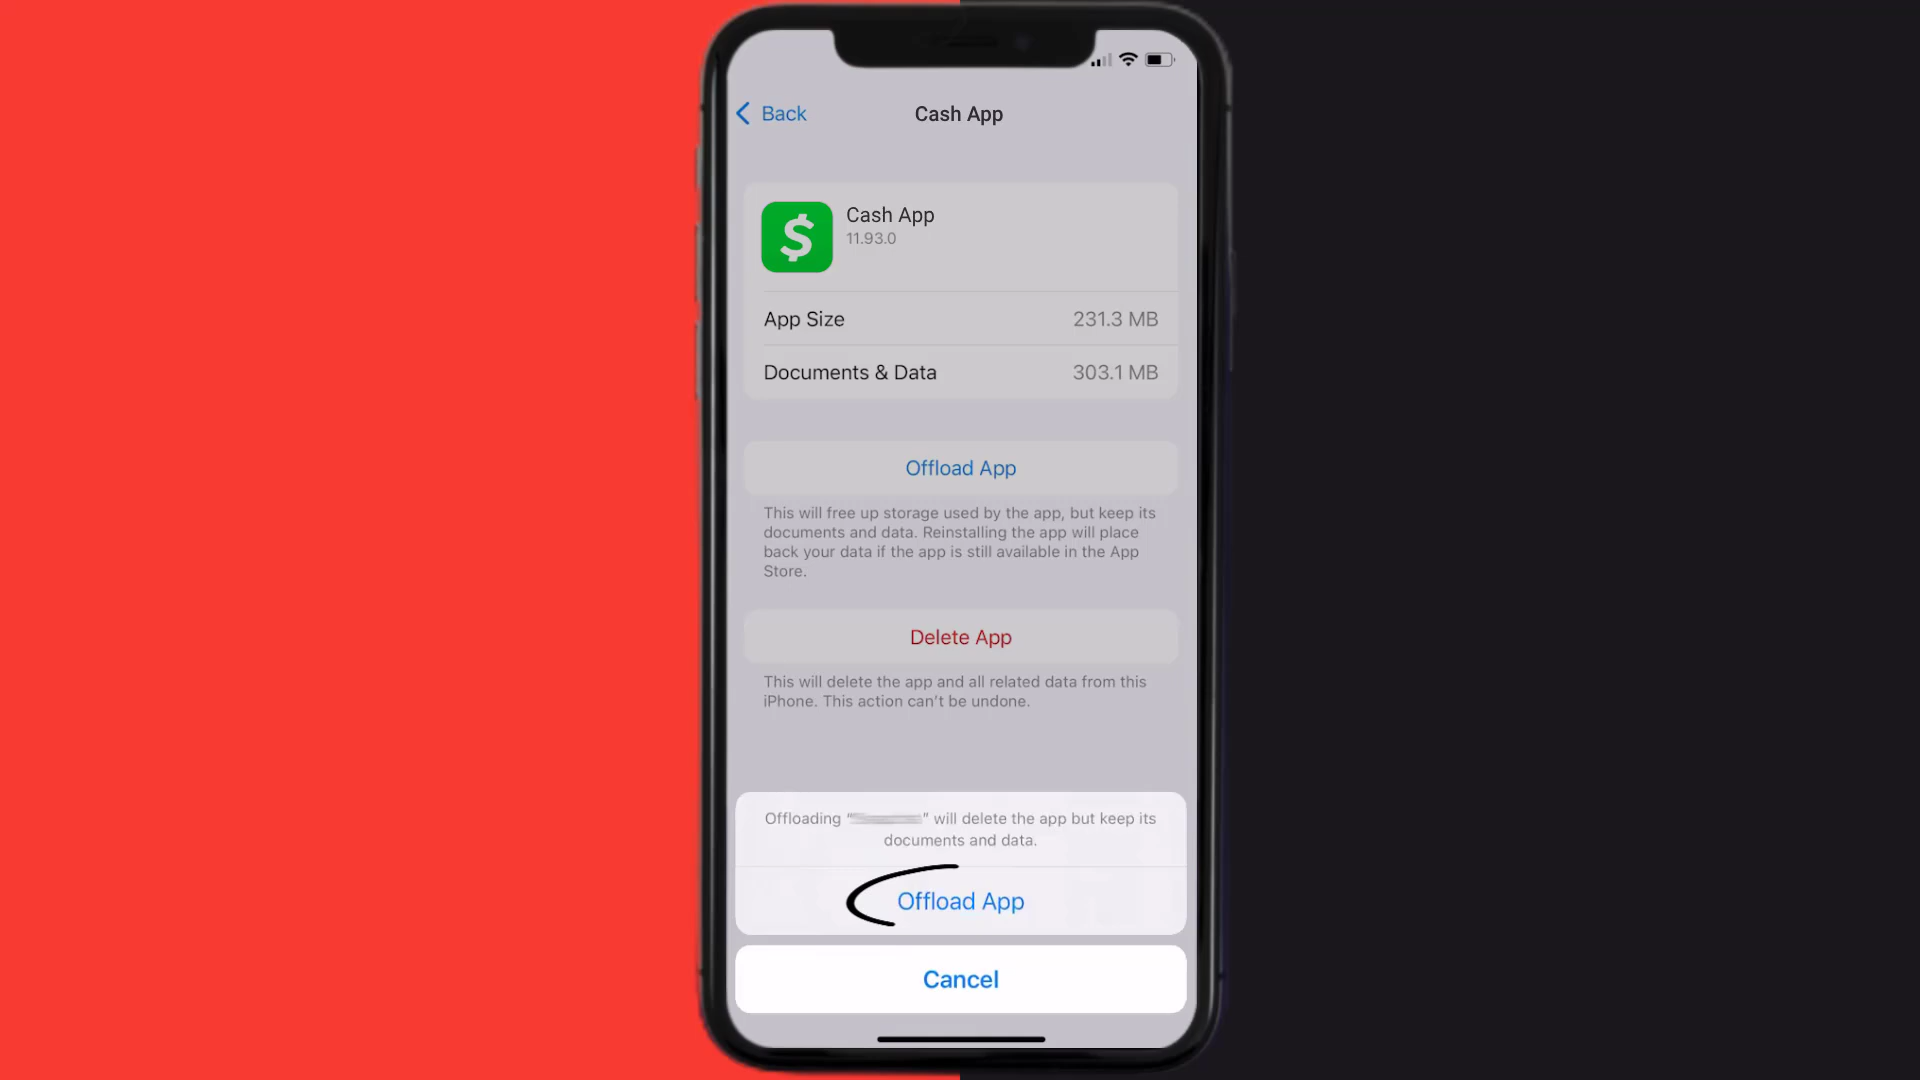 Back
Cash App
Cash App
11.93.0
App Size 231.3 MB
Documents & Data 303.1 MB
Offload App
This will free up storage used by the app, but keep its
documents and data. Reinstalling the app will place
back your data if the app is still available in the App
Store.
Delete App
This will delete the app and all related data from this
iPhone. This action can't be undone.
Offloading “ ” will delete the app but keep its
documents and data.
Offload App
Cancel